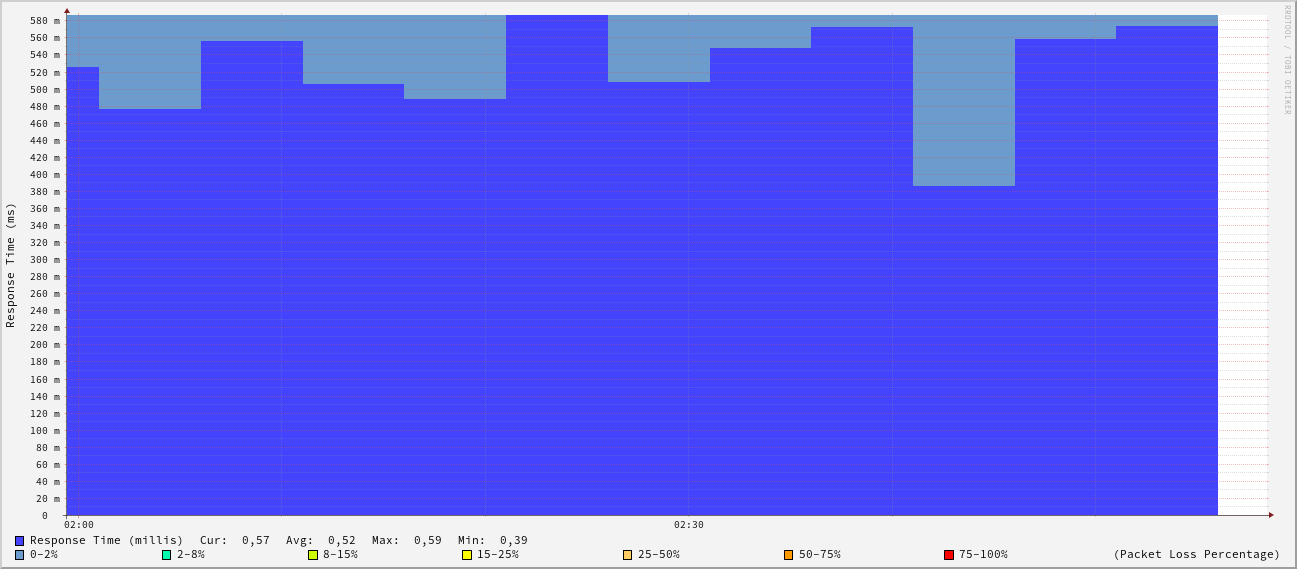 RRDTOOL / TOBI OETIKER
Response Time (ms)
580 m
560 m
540 m
520 m
500 m
480 m
460 m
440 m
420 m
400 m
380 m
360 m
340 m
320 m
300 m
280 m
260 m
240 m
220 m
200 m
180 m
160 m
140 m
120 m
100 m
80 m
60 m
40 m
20 m
0
02:00 02:30
Response Time (millis) Cur: 0,57 Avg: 0,52 Max: 0,59 Min: 0,39
0-2% 2-8% 8-15% 15-25% 25-50% 50-75% 75-100% (Packet Loss Percentage)